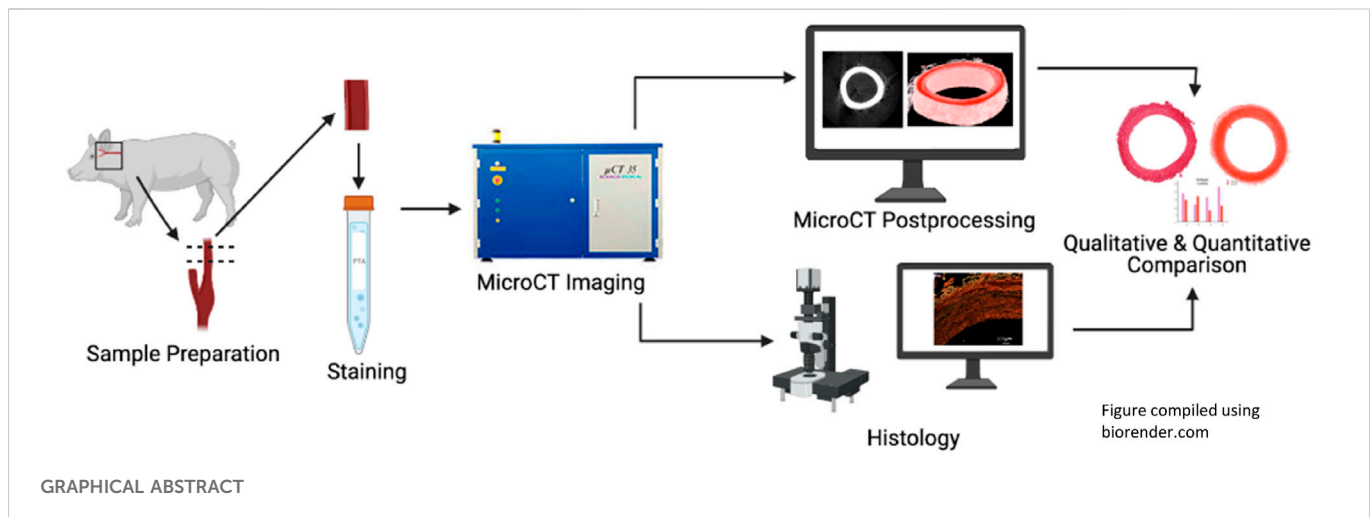 PTA
Sample Preparation
Staining
µCT 35
MicroCT Imaging
MicroCT Postprocessing
Histology
Qualitative & Quantitative
Comparison
Figure compiled using
biorender.com
GRAPHICAL ABSTRACT